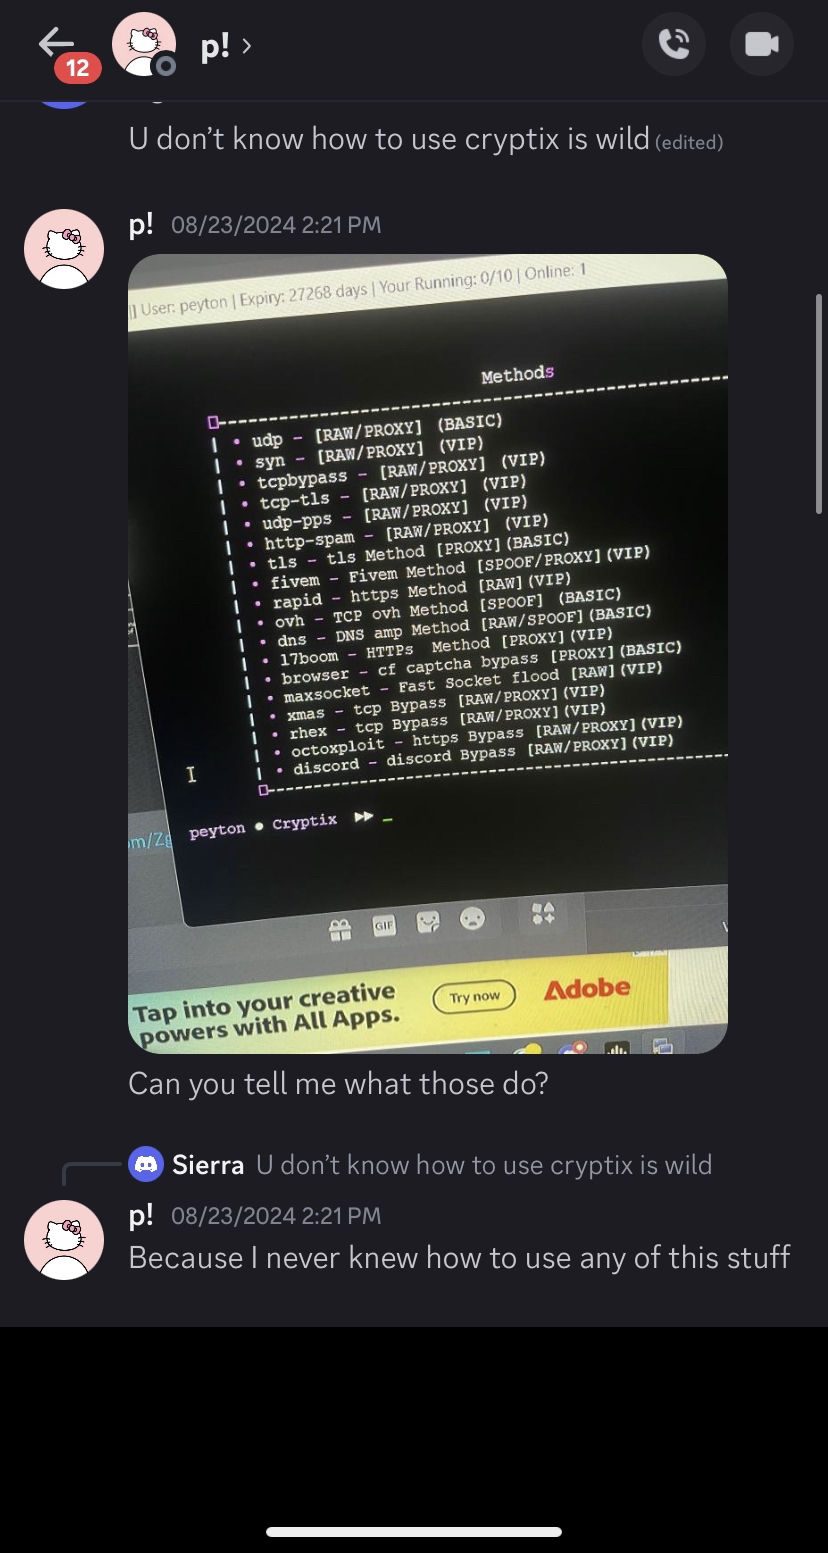 12
p! >
U don’t know how to use cryptix is wild (edited)
p! 08/23/2024 2:21 PM
User: peyton | Expiry: 27268 days | Your Running: 0/10 | Online: 1
Methods
• udp - [RAW/PROXY] (BASIC)
• syn - [RAW/PROXY] (VIP)
• tcpbypass - [RAW/PROXY] (VIP)
• tcp-tls - [RAW/PROXY] (VIP)
• udp-pps - [RAW/PROXY] (VIP)
• http-spam - [RAW/PROXY] (VIP)
• tls - tls Method [PROXY](BASIC)
• fivem - Fivem Method [SPOOF/PROXY](VIP)
• rapid - https Method [RAW](VIP)
• ovh - TCP ovh Method [SPOOF] (BASIC)
• dns - DNS amp Method [RAW/SPOOF](BASIC)
• l7boom - HTTPs Method [PROXY](VIP)
• browser - cf captcha bypass [PROXY](BASIC)
• maxsocket - Fast Socket flood [RAW](VIP)
• xmas - tcp Bypass [RAW/PROXY](VIP)
• rhex - tcp Bypass [RAW/PROXY](VIP)
• octoxploit - https Bypass [RAW/PROXY](VIP)
• discord - discord Bypass [RAW/PROXY](VIP)
peyton ● Cryptix ▶▶ _
om/Zg
GIF
Tap into your creative
powers with All Apps.
Try now
Adobe
Can you tell me what those do?
Sierra U don’t know how to use cryptix is wild
p! 08/23/2024 2:21 PM
Because I never knew how to use any of this stuff